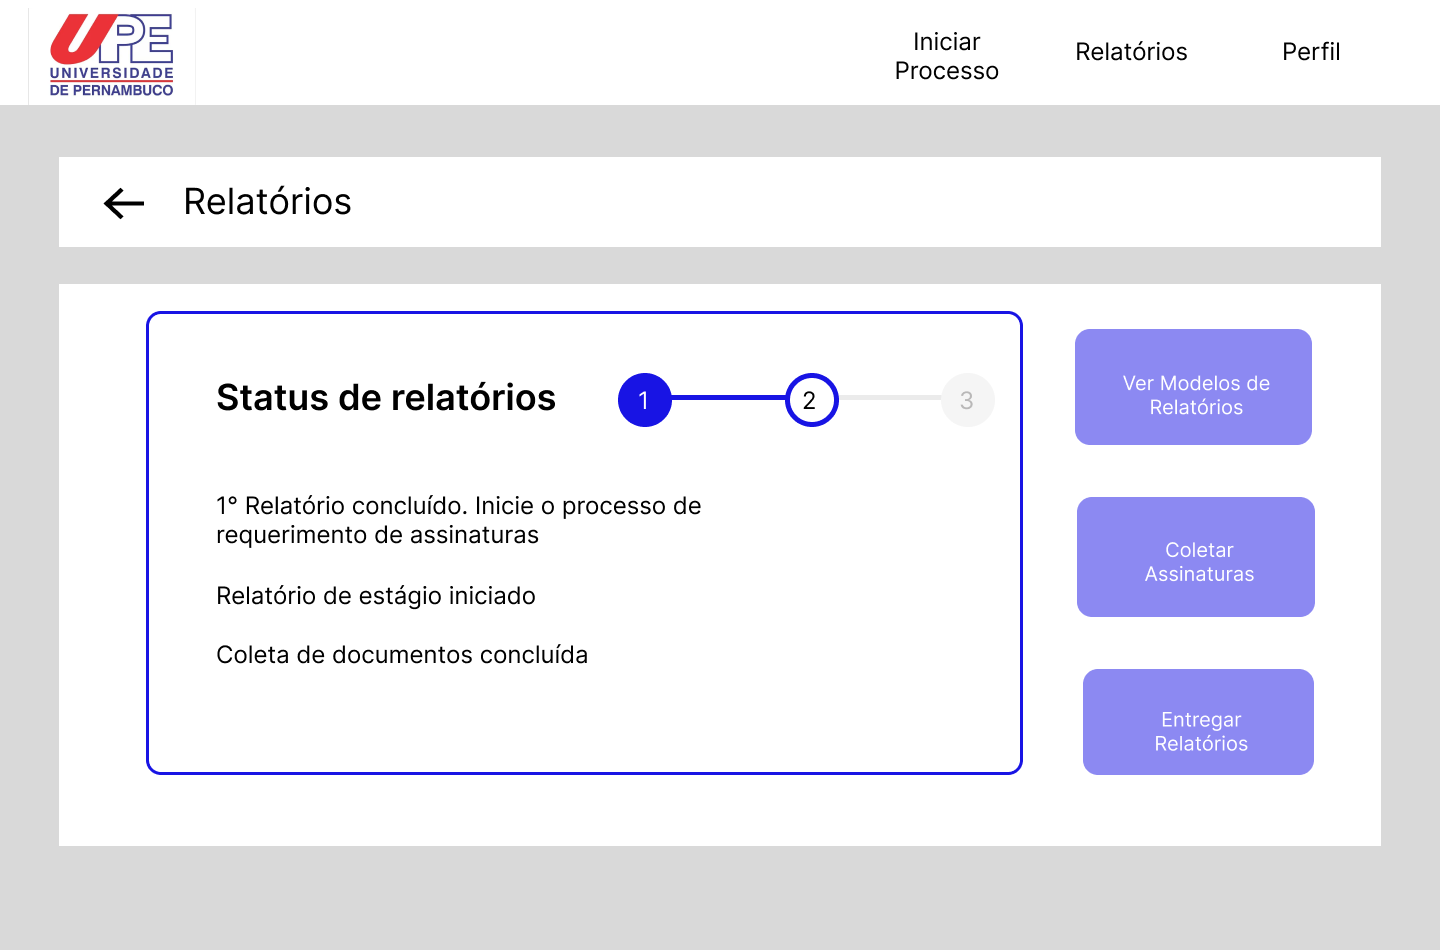 UPE
UNIVERSIDADE
DE PERNAMBUCO
Iniciar
Processo
Relatórios
Perfil
Relatórios
Status de relatórios
1
2
3
1° Relatório concluído. Inicie o processo de
requerimento de assinaturas
Relatório de estágio iniciado
Coleta de documentos concluída
Ver Modelos de
Relatórios
Coletar
Assinaturas
Entregar
Relatórios